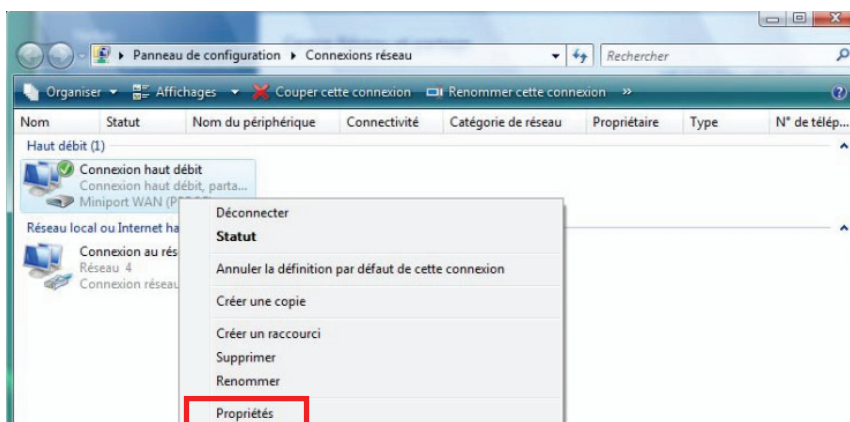 Panneau de configuration Connexions réseau Rechercher
Organiser Affichages Couper cette connexion Renommer cette connexion »
Nom Statut Nom du périphérique Connectivité Catégorie de réseau Propriétaire Type N° de télép...
Haut débit (1)
Connexion haut débit
Connexion haut débit, parta...
Miniport WAN
Réseau local ou Internet ha
Connexion au rés
Réseau 4
Connexion réseau
Déconnecter
Statut
Annuler la définition par défaut de cette connexion
Créer une copie
Créer un raccourci
Supprimer
Renommer
Propriétés